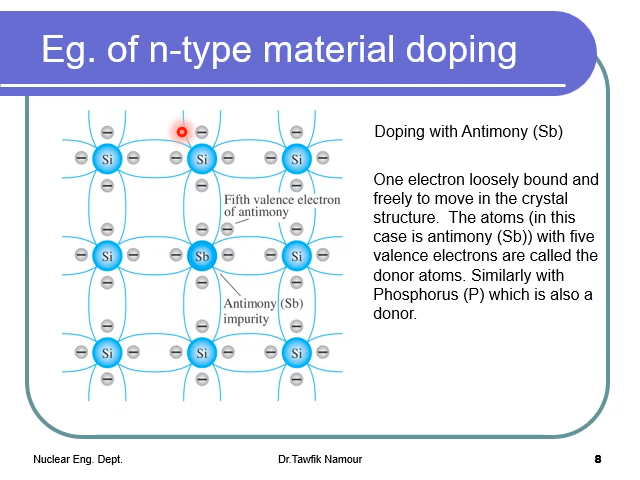 Eg. of n-type material doping
Doping with Antimony (Sb)
One electron loosely bound and
freely to move in the crystal
structure.  The atoms (in this
case is antimony (Sb)) with five
valence electrons are called the
donor atoms. Similarly with
Phosphorus (P) which is also a
donor.
Si Si Si
Fifth valence electron
of antimony
Si Sb Si
Antimony (Sb)
impurity
Si Si Si
Nuclear Eng. Dept. Dr.Tawfik Namour 8